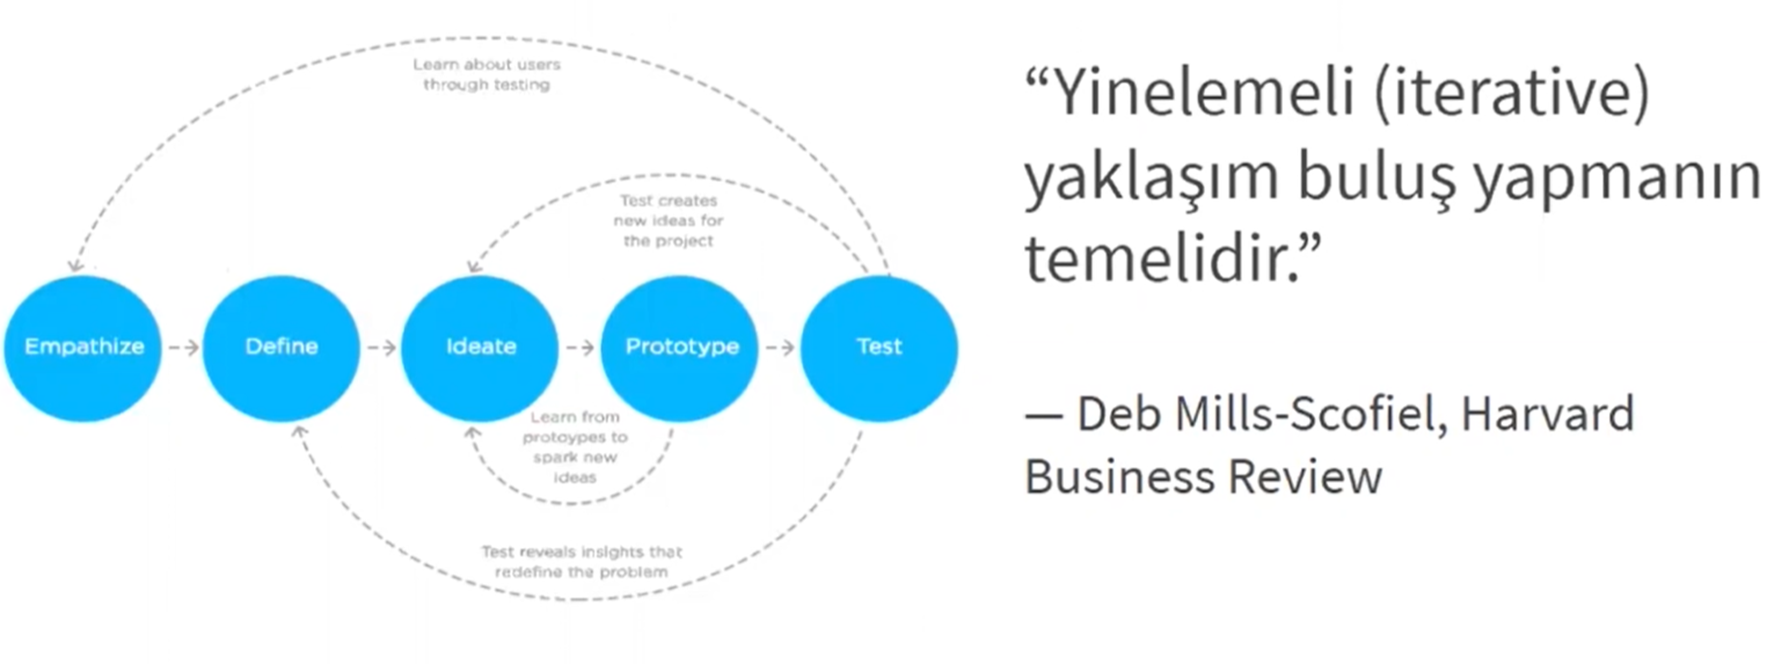 Learn about users
through testing
Test creates
new ideas for
the project
Empathize
Define
Ideate
Prototype
Test
Learn from
protoypes to
spark new
ideas
Test reveals insights that
redefine the problem
“Yinelemeli (iterative)
yaklaşım buluş yapmanın
temelidir.”
— Deb Mills-Scofiel, Harvard
Business Review